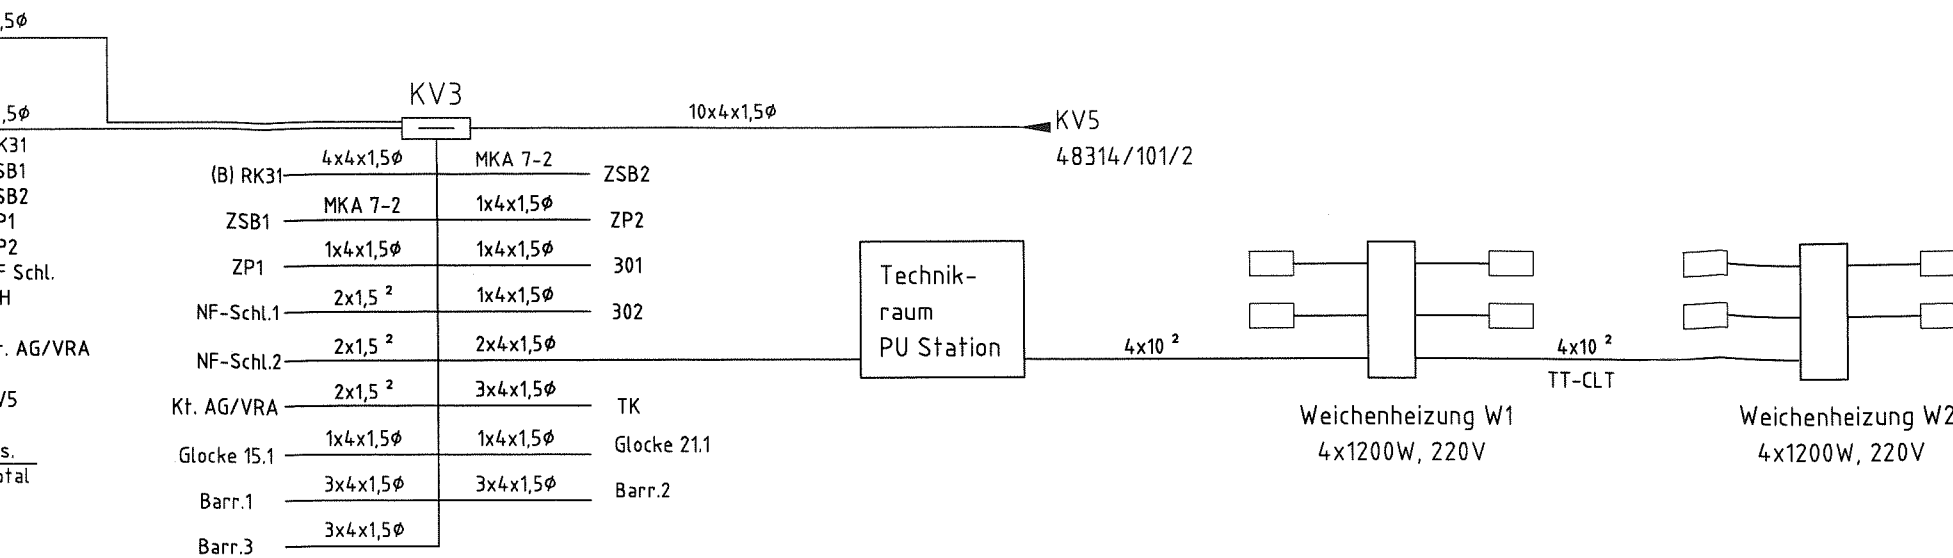 ,5ø
KV3
,5ø
10x4x1,5ø
KV5
48314/101/2
K31
SB1
SB2
P1
P2
F Schl.
H
. AG/VRA
V5
s.
otal
(B) RK31
4x4x1,5ø
MKA 7-2
ZSB2
ZSB1
MKA 7-2
1x4x1,5ø
ZP2
ZP1
1x4x1,5ø
1x4x1,5ø
301
NF-Schl.1
2x1,5 ²
1x4x1,5ø
302
NF-Schl.2
2x1,5 ²
2x4x1,5ø
Kt. AG/VRA
2x1,5 ²
3x4x1,5ø
TK
Glocke 15.1
1x4x1,5ø
1x4x1,5ø
Glocke 21.1
Barr.1
3x4x1,5ø
3x4x1,5ø
Barr.2
Barr.3
3x4x1,5ø
Technik-
raum
PU Station
4x10 ²
4x10 ²
TT-CLT
Weichenheizung W1
4x1200W, 220V
Weichenheizung W2
4x1200W, 220V